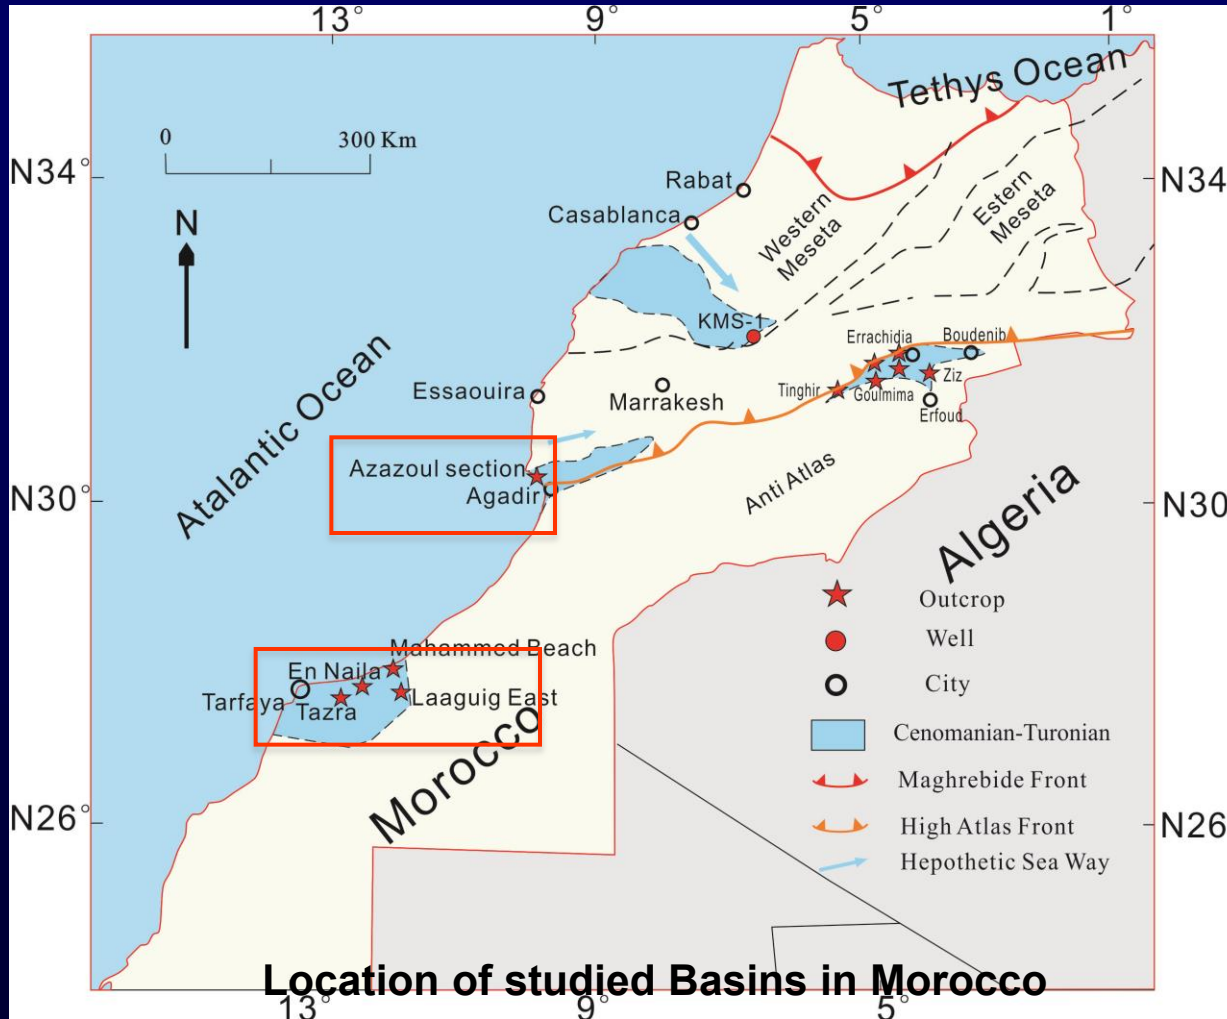 13°
9°
5°
1°
Tethys Ocean
0
300 Km
N34°
N34
Rabat
N
Casablanca
Western
Meseta
Estern
Meseta
KMS-1
Errachidia
Boudenib
Atalantic Ocean
Essaouira
Marrakesh
Tinghir
Goulmima
Ziz
Erfoud
Azazoul section
Agadir
Anti Atlas
N30°
N30
Algeria
Outcrop
Well
City
Mahammed Beach
En Naila
Tarfaya
Tazra
Laaguig East
Cenomanian-Turonian
Morocco
Maghrebide Front
N26°
N26
High Atlas Front
Hepothetic Sea Way
Location of studied Basins in Morocco
13°
9°
5°